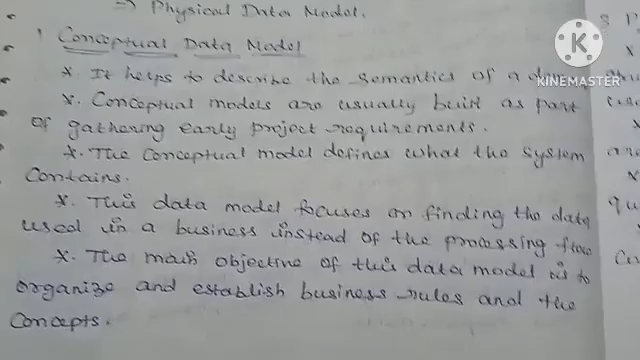 → Physical Data Model.
1 Conceptual Data Model
* It helps to describe the semantics of a
KINEMASTER
* Conceptual models are usually built as part
of gathering early project requirements.
* The conceptual model defines what the system
Contains.
* This data model focuses on finding the data
used in a business instead of the processing flow
* The main objective of this data model is to
organize and establish business rules and the
Concepts.